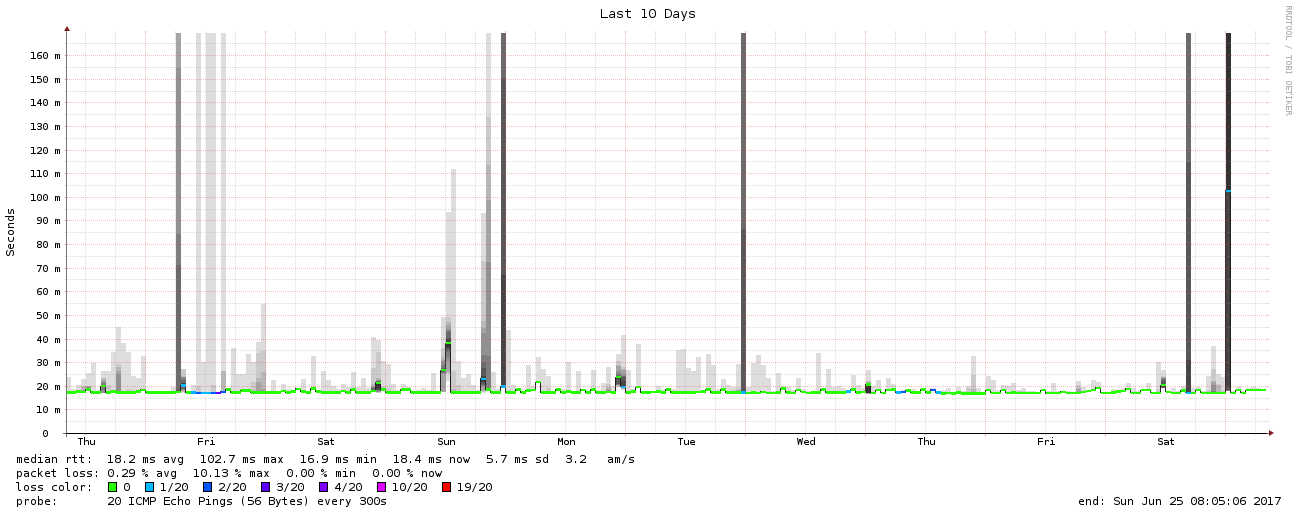 Last 10 Days
RRDTOOL / TOBI OETIKER
Seconds
160 m
150 m
140 m
130 m
120 m
110 m
100 m
90 m
80 m
70 m
60 m
50 m
40 m
30 m
20 m
10 m
0
Thu Fri Sat Sun Mon Tue Wed Thu Fri Sat
median rtt: 18.2 ms avg 102.7 ms max 16.9 ms min 18.4 ms now 5.7 ms sd 3.2 am/s
packet loss: 0.29 % avg 10.13 % max 0.00 % min 0.00 % now
loss color: 0 1/20 2/20 3/20 4/20 10/20 19/20
probe: 20 ICMP Echo Pings (56 Bytes) every 300s end: Sun Jun 25 08:05:06 2017